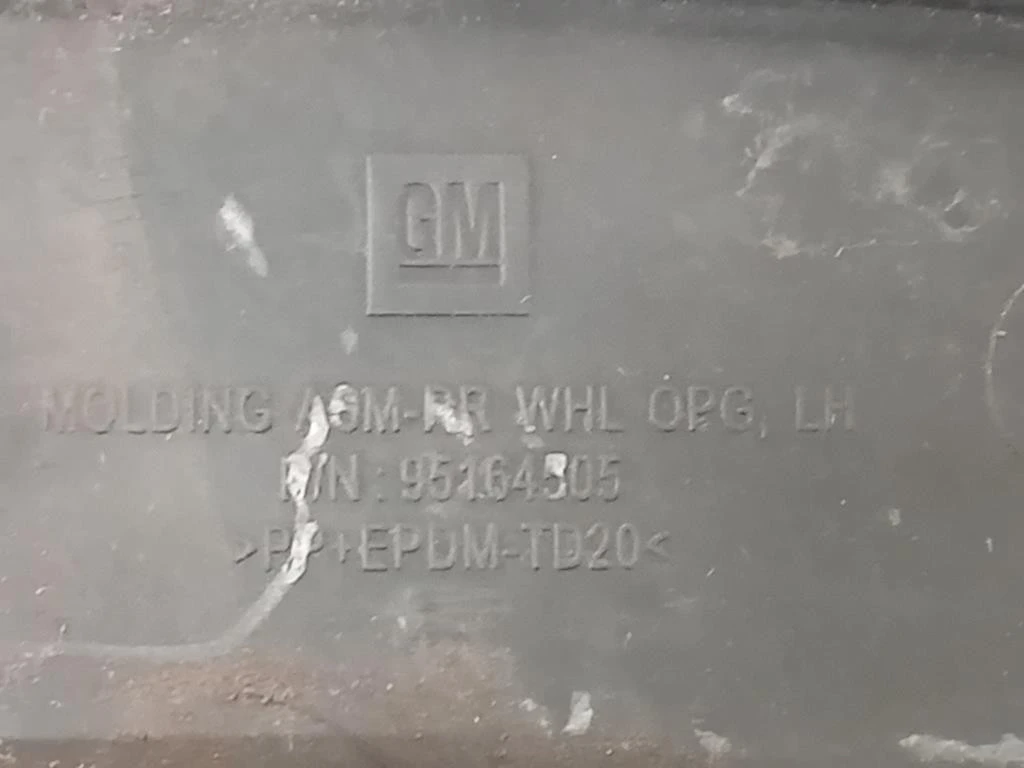 GM
MOLDING ASM-RR WHL OPG, LH
P/N : 95164505
>PP+EPDM-TD20<